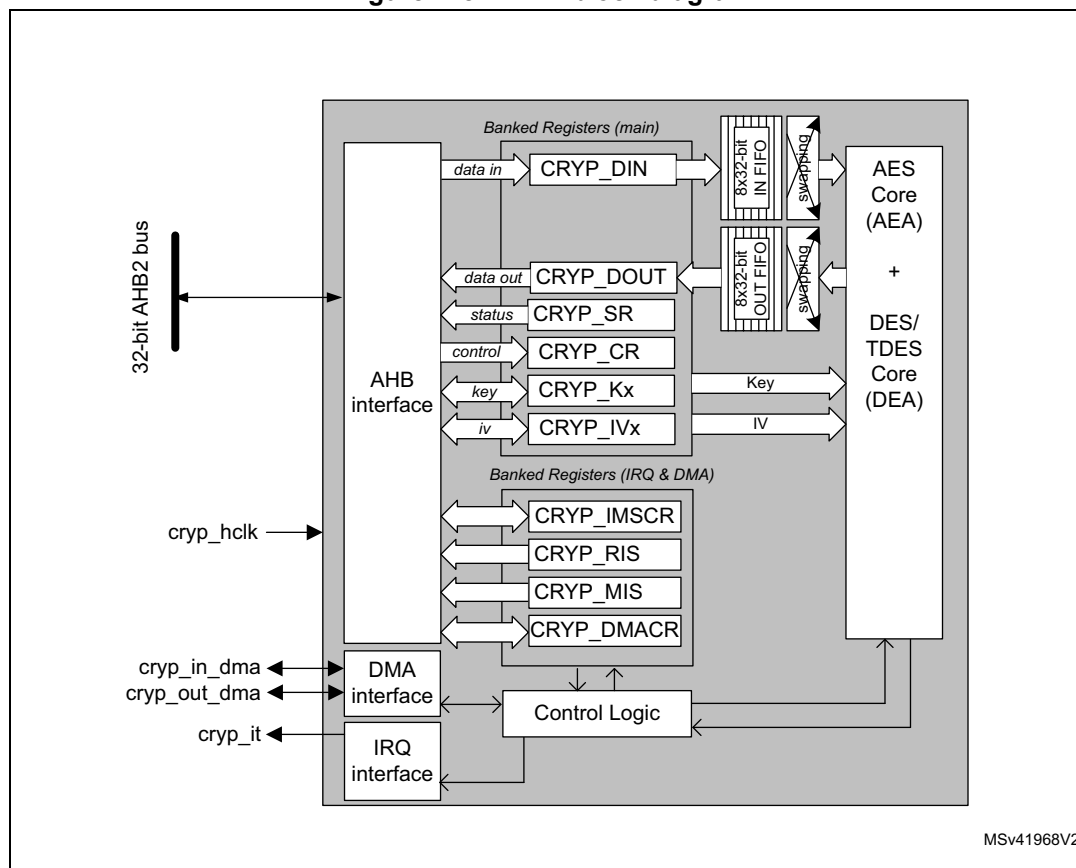 Banked Registers (main)
data in
CRYP_DIN
8x32-bit
IN FIFO
swapping
AES
Core
(AEA)
+
DES/
TDES
Core
(DEA)
32-bit AHB2 bus
data out
CRYP_DOUT
8x32-bit
OUT FIFO
swapping
status
CRYP_SR
control
CRYP_CR
AHB
interface
key
CRYP_Kx
Key
iv
CRYP_IVx
IV
Banked Registers (IRQ & DMA)
CRYP_IMSCR
cryp_hclk
CRYP_RIS
CRYP_MIS
CRYP_DMACR
cryp_in_dma
cryp_out_dma
DMA
interface
Control Logic
cryp_it
IRQ
interface
MSv41968V2